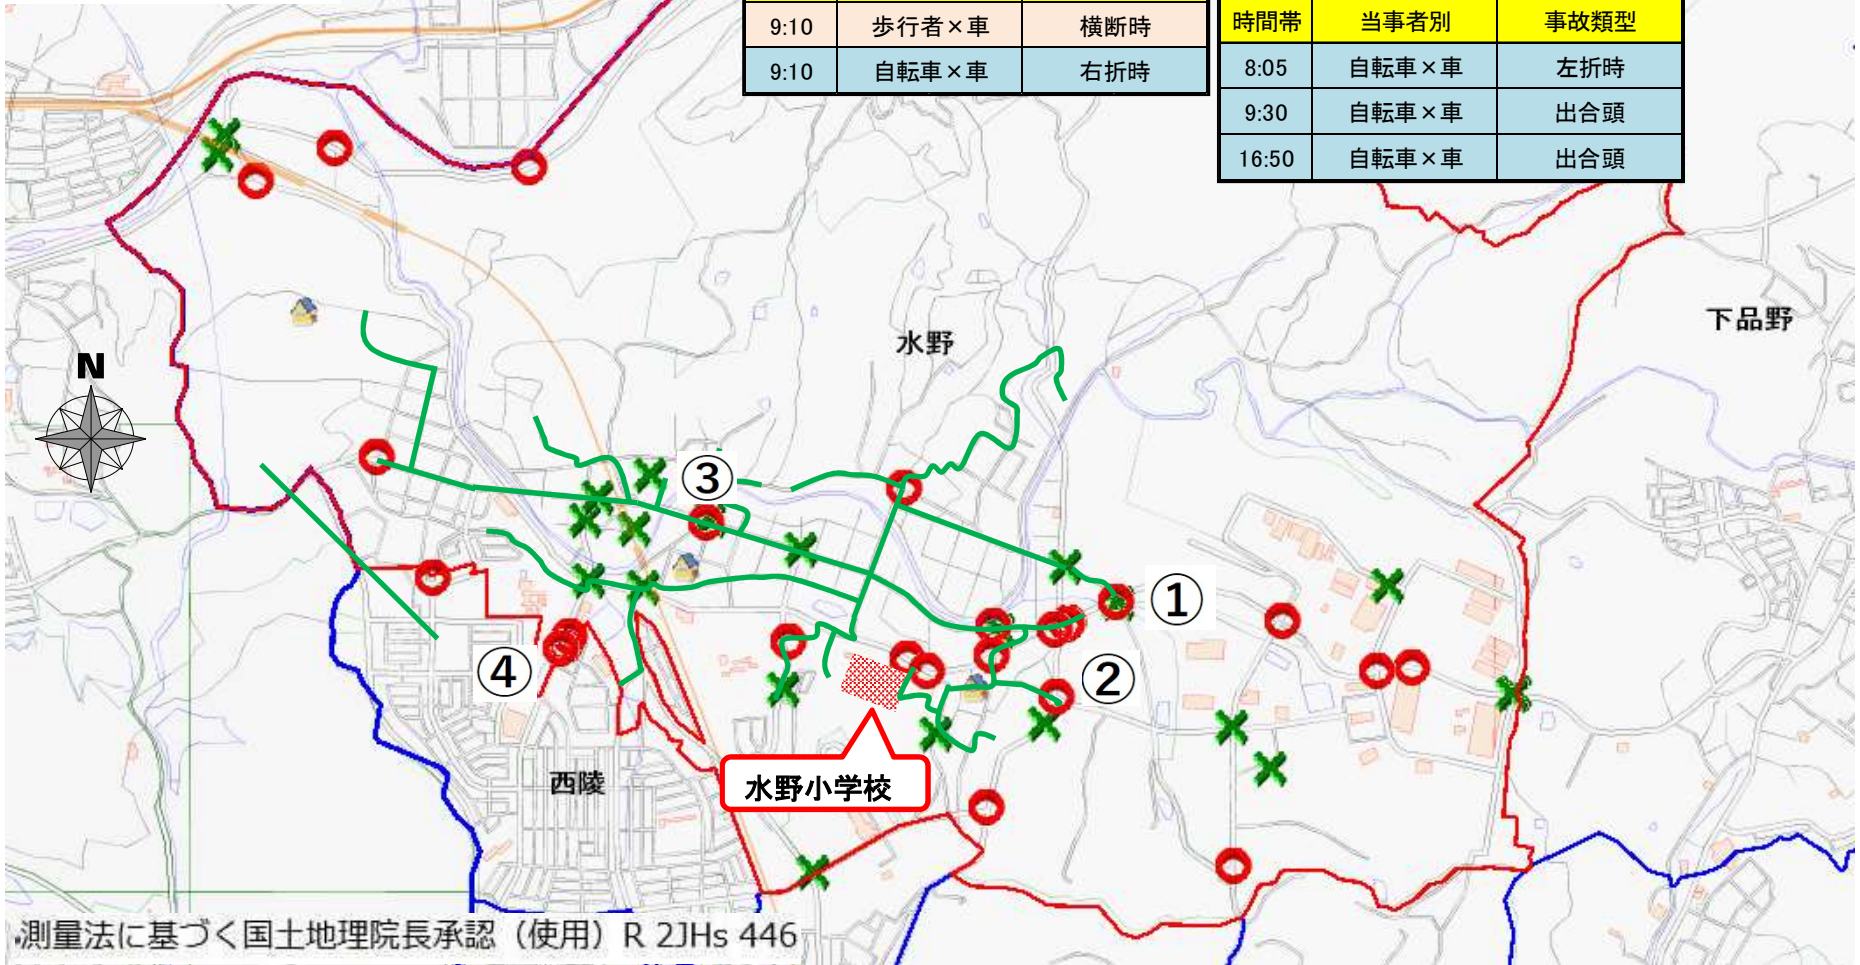 9:10 歩行者×車 横断時
9:10 自転車×車 右折時
時間帯 当事者別 事故類型
8:05 自転車×車 左折時
9:30 自転車×車 出合頭
16:50 自転車×車 出合頭
下品野
水野
N
③
①
②
④
水野小学校
西陵
測量法に基づく国土地理院長承認（使用）R 2JHs 446